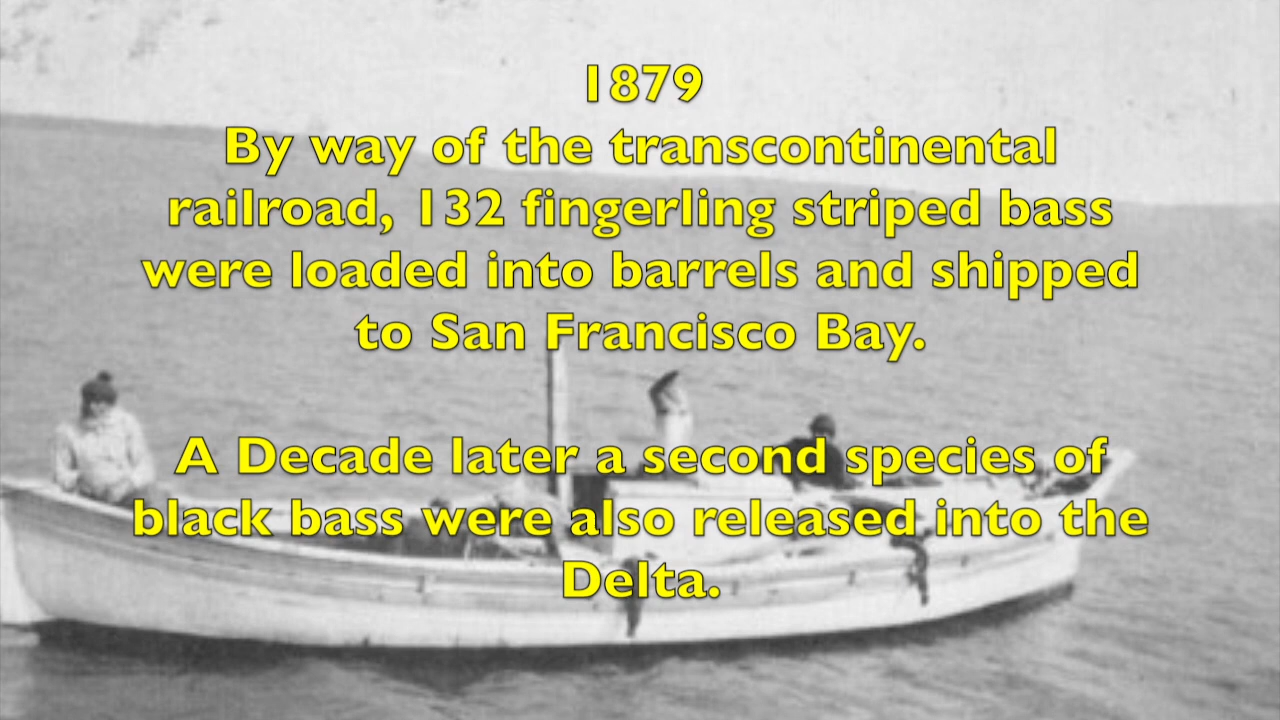 1879
By way of the transcontinental
railroad, 132 fingerling striped bass
were loaded into barrels and shipped
to San Francisco Bay.
A Decade later a second species of
black bass were also released into the
Delta.